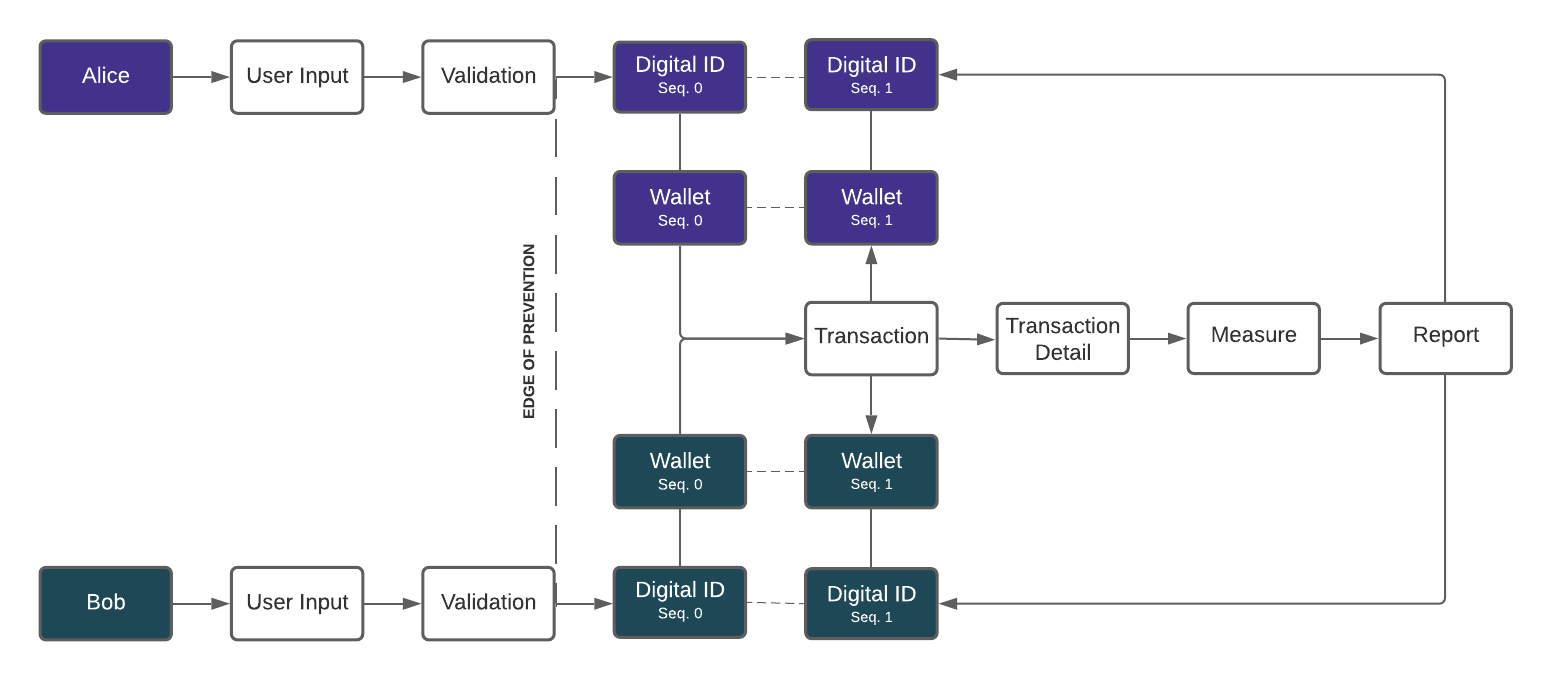 Alice
User Input
Validation
Digital ID
Seq. 0
Digital ID
Seq. 1
Wallet
Seq. 0
Wallet
Seq. 1
EDGE OF PREVENTION
Transaction
Transaction
Detail
Measure
Report
Wallet
Seq. 0
Wallet
Seq. 1
Bob
User Input
Validation
Digital ID
Seq. 0
Digital ID
Seq. 1